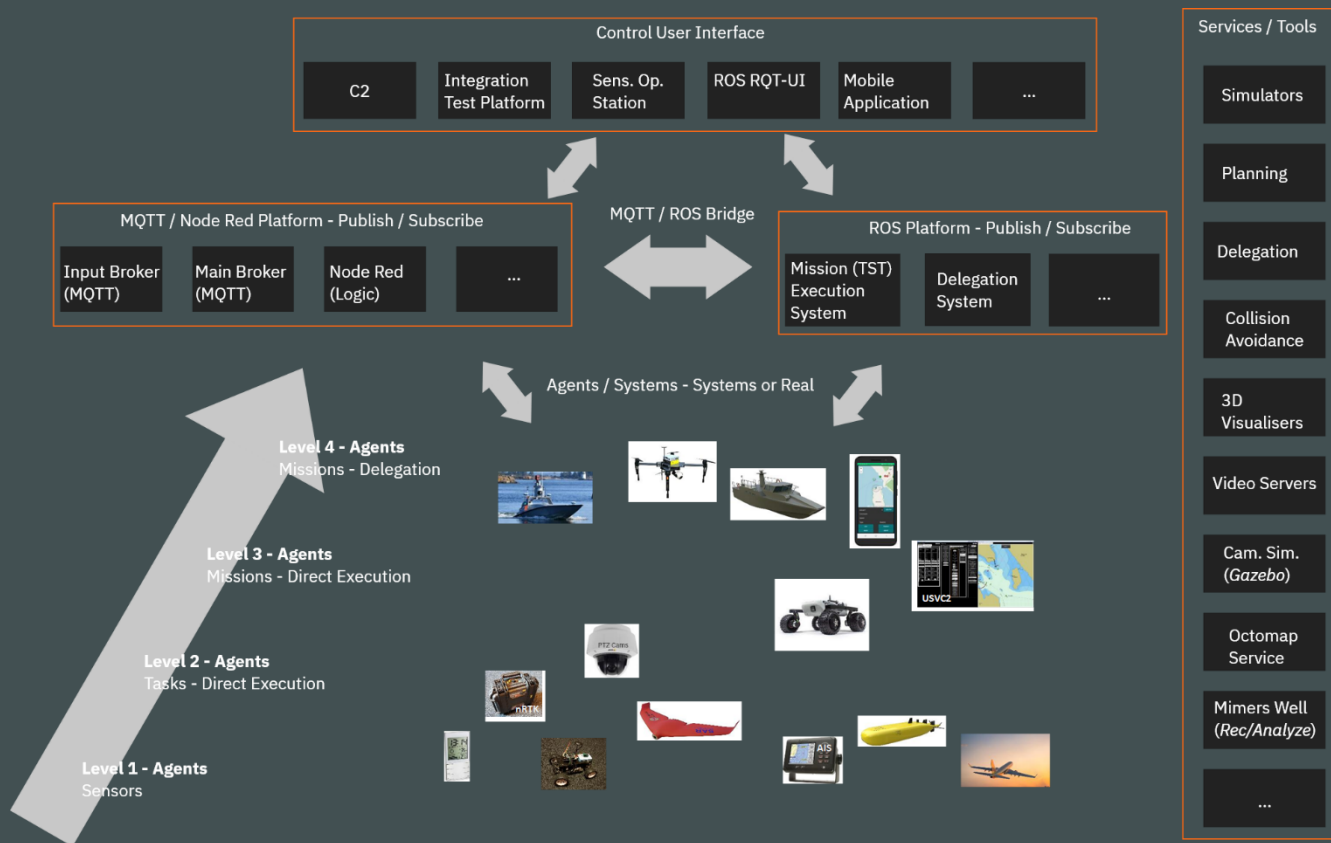 Control User Interface
C2
Integration
Test Platform
Sens. Op.
Station
ROS RQT-UI
Mobile
Application
...
MQTT / Node Red Platform - Publish / Subscribe
Input Broker
(MQTT)
Main Broker
(MQTT)
Node Red
(Logic)
...
MQTT / ROS Bridge
ROS Platform - Publish / Subscribe
Mission (TST)
Execution
System
Delegation
System
...
Agents / Systems - Systems or Real
Level 4 - Agents
Missions - Delegation
Level 3 - Agents
Missions - Direct Execution
Level 2 - Agents
Tasks - Direct Execution
Level 1 - Agents
Sensors
USVC2
PTZ Cams
nRTK
AIS
Services / Tools
Simulators
Planning
Delegation
Collision
Avoidance
3D
Visualisers
Video Servers
Cam. Sim.
(Gazebo)
Octomap
Service
Mimers Well
(Rec/Analyze)
...